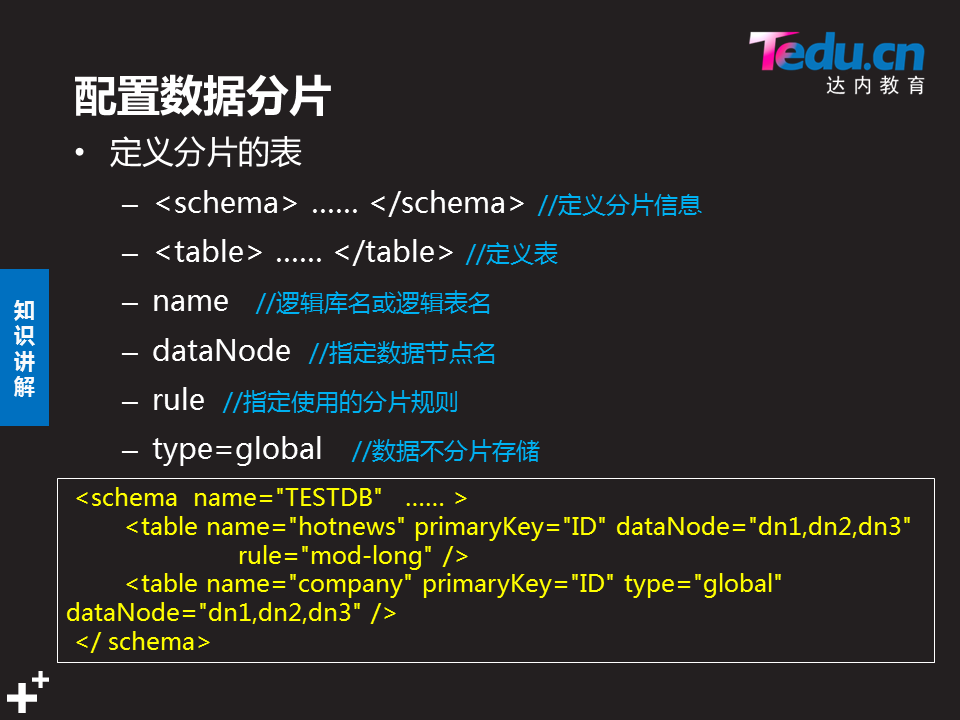 Tedu.cn
达内教育
配置数据分片
• 定义分片的表
– <schema> …… </schema> //定义分片信息
– <table> …… </table> //定义表
– name //逻辑库名或逻辑表名
– dataNode //指定数据节点名
– rule //指定使用的分片规则
– type=global //数据不分片存储
知识讲解
<schema name="TESTDB" …… >
<table name="hotnews" primaryKey="ID" dataNode="dn1,dn2,dn3"
rule="mod-long" />
<table name="company" primaryKey="ID" type="global"
dataNode="dn1,dn2,dn3" />
</ schema>